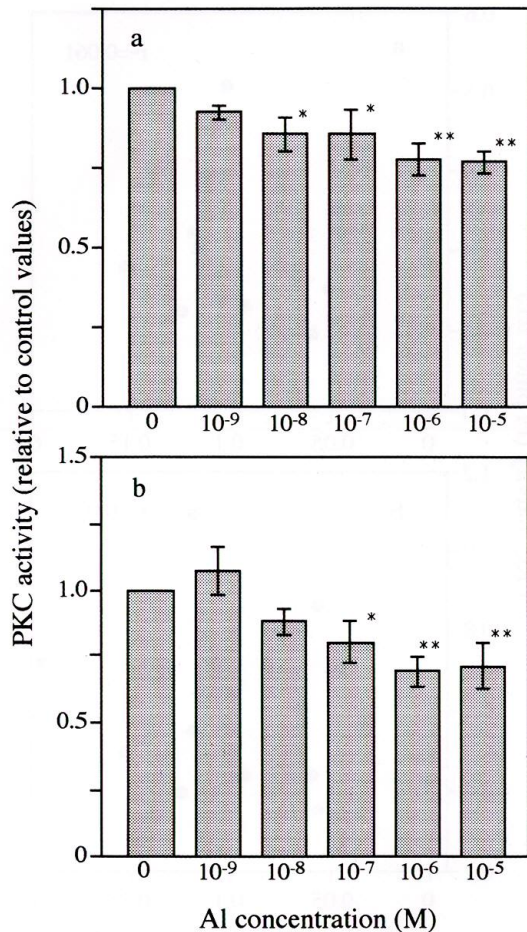 a
1.0
0.5
0
* * ** **
0 10-9 10-8 10-7 10-6 10-5
PKC activity (relative to control values)
1.5
b
1.0
0.5
0
* ** **
0 10-9 10-8 10-7 10-6 10-5
Al concentration (M)